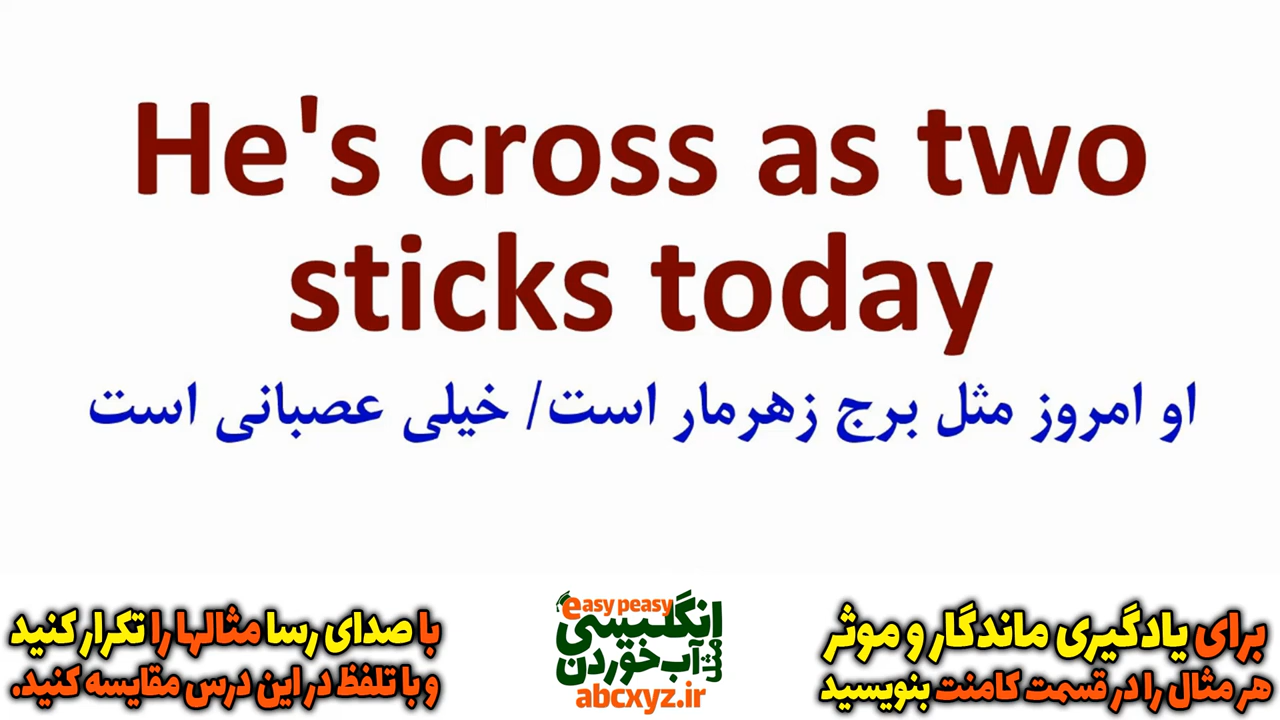 He's cross as two
sticks today
او امروز مثل برج زهرمار است/ خیلی عصبانی است
با صدای رسا مثالها را تکرار کنید
و با تلفظ در این درس مقایسه کنید.
easy peasy
انگلیسی
مثل آب خوردن
abcxyz.ir
برای یادگیری ماندگار و موثر
هر مثال را در قسمت کامنت بنویسید